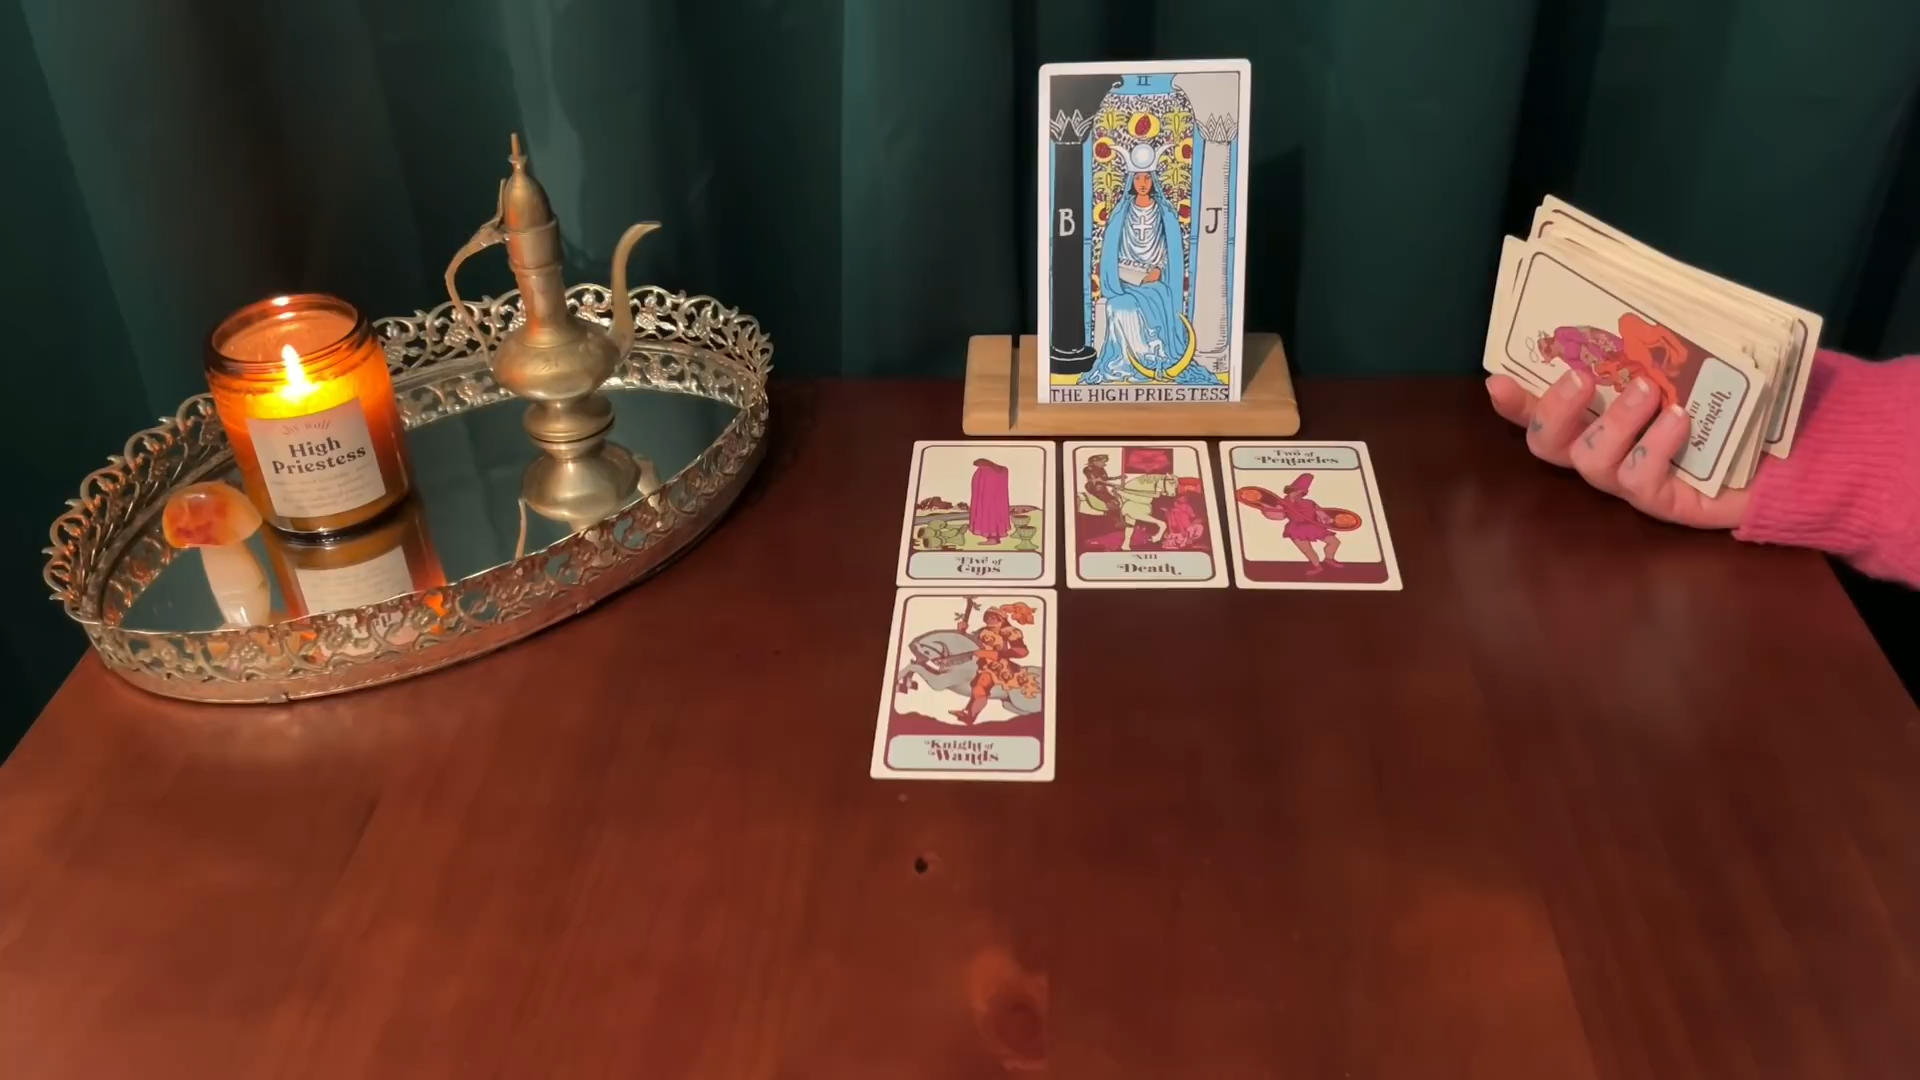 II
B
J
THE HIGH PRIESTESS
High
Priestess
Five of
Cups
XIII
Death
Two of
Pentacles
Knight of
Wands
Strength